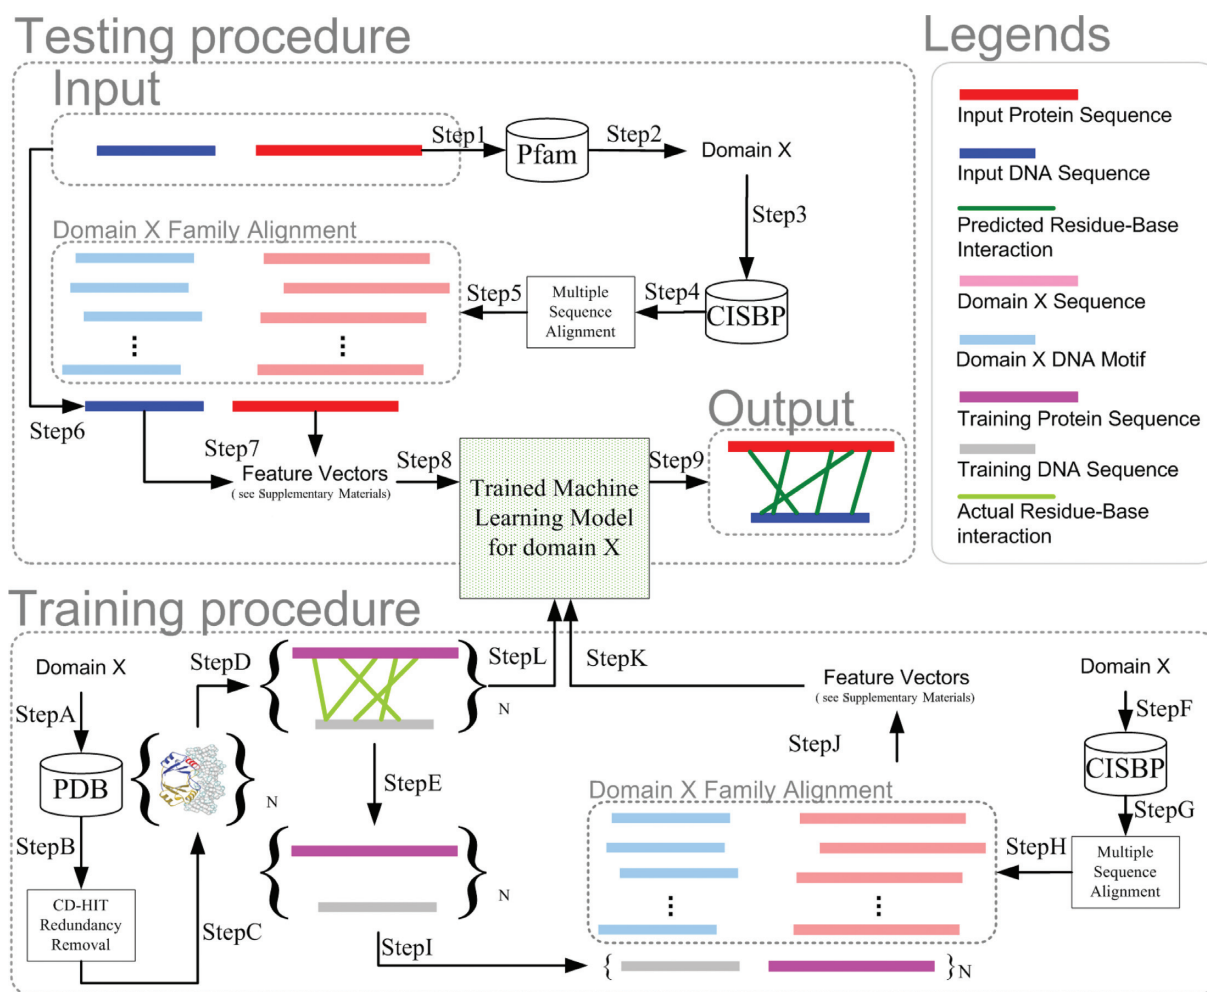 Testing procedure
Legends
Input
Step1
Pfam
Step2
Domain X
Step3
Domain X Family Alignment
Step5
Multiple
Sequence
Alignment
Step4
CISBP
Step6
Step7
Feature Vectors
( see Supplementary Materials)
Step8
Trained Machine
Learning Model
for domain X
Step9
Output
Input Protein Sequence
Input DNA Sequence
Predicted Residue-Base
Interaction
Domain X Sequence
Domain X DNA Motif
Training Protein Sequence
Training DNA Sequence
Actual Residue-Base
interaction
Training procedure
Domain X
StepA
PDB
StepB
CD-HIT
Redundancy
Removal
StepC
N
StepD
N
StepE
N
StepL
StepK
StepI
Feature Vectors
( see Supplementary Materials)
StepJ
Domain X
StepF
CISBP
StepG
Multiple
Sequence
Alignment
StepH
Domain X Family Alignment
{ }N